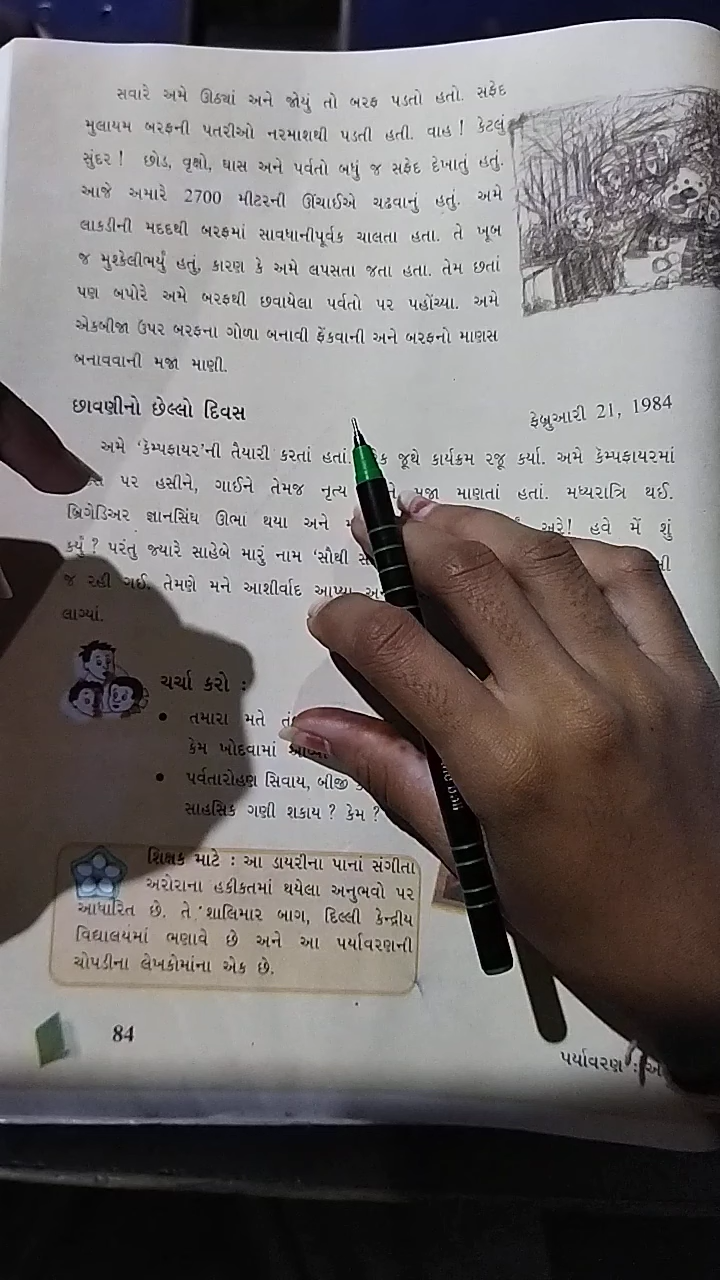 સવારે અમે ઊઠ્યાં અને જોયું તો બરફ પડતો હતો. સફેદ
મુલાયમ બરફની પતરીઓ નરમાશથી પડતી હતી. વાહ ! કેટલું
સુંદર ! છોડ, વૃક્ષો, ઘાસ અને પર્વતો બધું જ સફેદ દેખાતું હતું.
આજે અમારે 2700 મીટરની ઊંચાઈએ ચઢવાનું હતું. અમે
લાકડીની મદદથી બરફમાં સાવધાનીપૂર્વક ચાલતા હતા. તે ખૂબ
જ મુશ્કેલીભર્યું હતું, કારણ કે અમે લપસતા જતા હતા. તેમ છતાં
પણ બપોરે અમે બરફથી છવાયેલા પર્વતો પર પહોંચ્યા. અમે
એકબીજા ઉપર બરફના ગોળા બનાવી ફેંકવાની અને બરફનો માણસ
બનાવવાની મજા માણી.
છાવણીનો છેલ્લો દિવસ
ફેબ્રુઆરી 21, 1984
અમે ‘કૅમ્પફાયર’ની તૈયારી કરતાં હતાં. જૂથે કાર્યક્રમ રજૂ કર્યા. અમે કૅમ્પફાયરમાં
પર હસીને, ગાઈને તેમજ નૃત્ય મજા માણતાં હતાં. મધ્યરાત્રિ થઈ.
બ્રિગેડિઅર જ્ઞાનસિંઘ ઊભા થયા અને અરે! હવે મેં શું
કર્યું ? પરંતુ જ્યારે સાહેબે મારું નામ ‘સૌથી
જ રહી ગઈ. તેમણે મને આશીર્વાદ આપ્યા
લાગ્યાં.
ચર્ચા કરો :
• તમારા મતે
કેમ ખોદવામાં
• પર્વતારોહણ સિવાય, બીજી
સાહસિક ગણી શકાય ? કેમ ?
શિક્ષક માટે : આ ડાયરીના પાનાં સંગીતા
અરોરાના હકીકતમાં થયેલા અનુભવો પર
આધારિત છે. તે શાલિમાર બાગ, દિલ્લી કેન્દ્રીય
વિદ્યાલયમાં ભણાવે છે અને આ પર્યાવરણની
ચોપડીના લેખકોમાંના એક છે.
84
પર્યાવરણ :